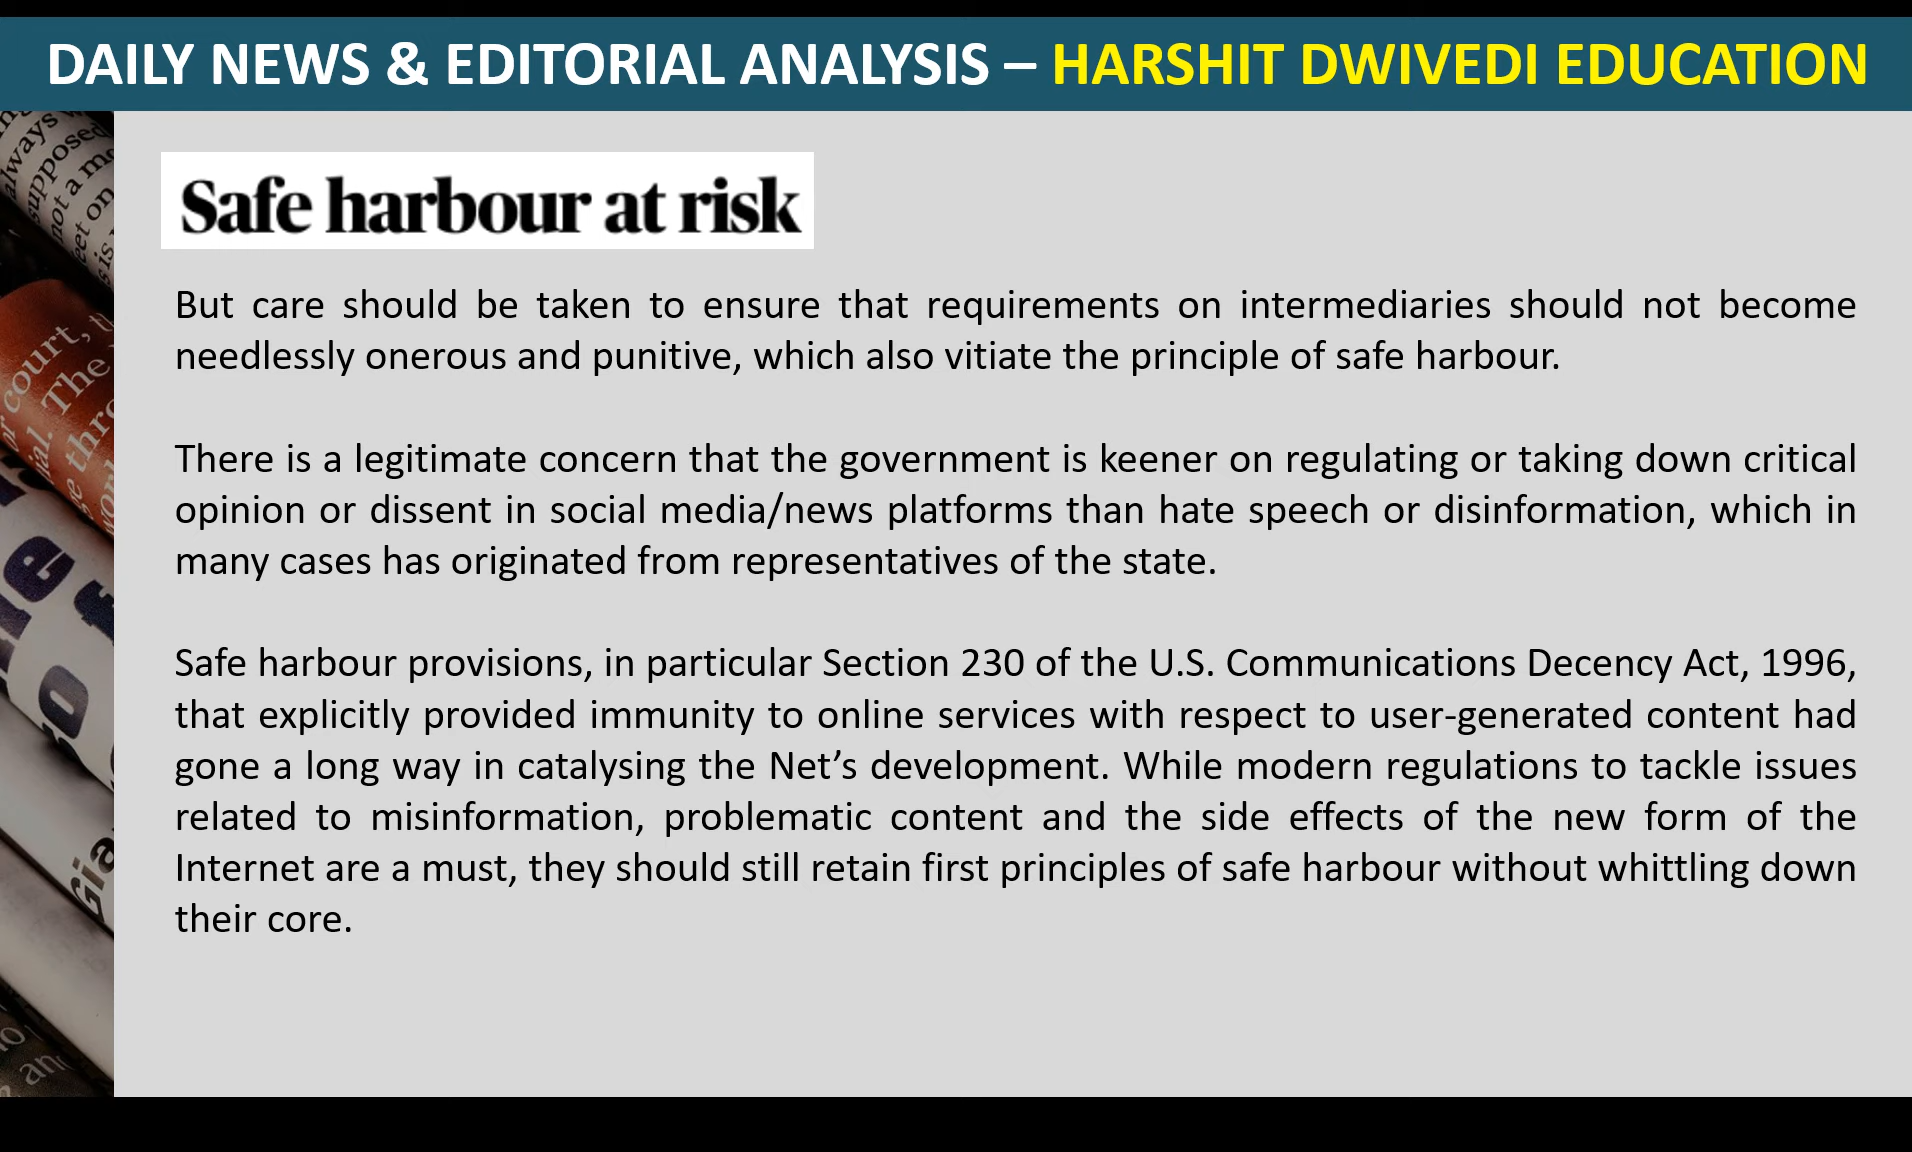 DAILY NEWS & EDITORIAL ANALYSIS – HARSHIT DWIVEDI EDUCATION
Safe harbour at risk
But care should be taken to ensure that requirements on intermediaries should not become
needlessly onerous and punitive, which also vitiate the principle of safe harbour.
There is a legitimate concern that the government is keener on regulating or taking down critical
opinion or dissent in social media/news platforms than hate speech or disinformation, which in
many cases has originated from representatives of the state.
Safe harbour provisions, in particular Section 230 of the U.S. Communications Decency Act, 1996,
that explicitly provided immunity to online services with respect to user-generated content had
gone a long way in catalysing the Net’s development. While modern regulations to tackle issues
related to misinformation, problematic content and the side effects of the new form of the
Internet are a must, they should still retain first principles of safe harbour without whittling down
their core.
always
supposed
not a
court,
The